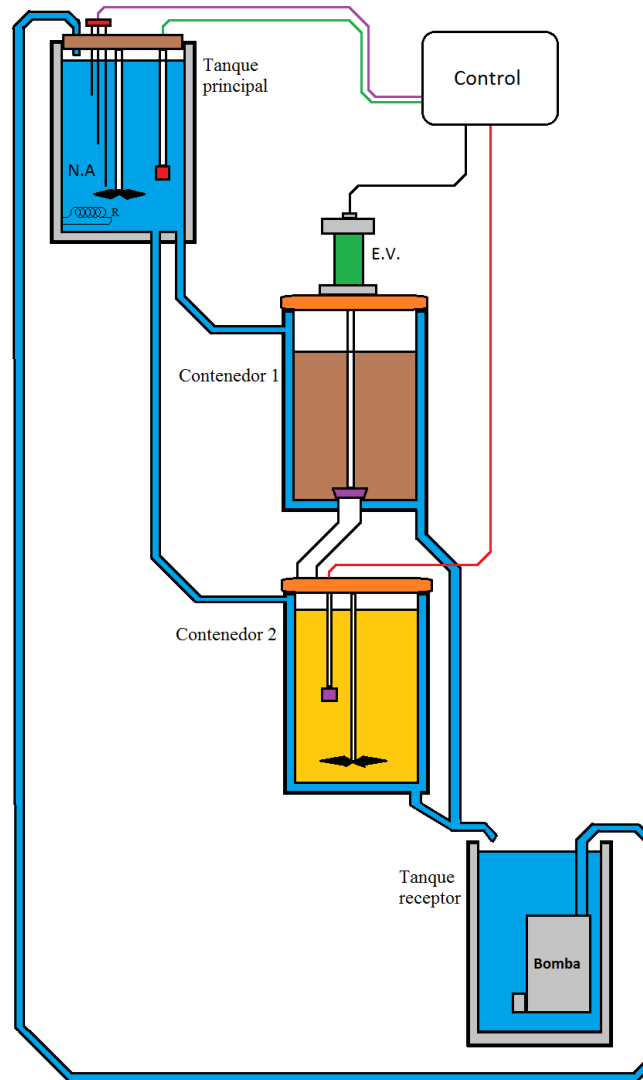 Tanque
principal
Control
N.A
R
E.V.
Contenedor 1
Contenedor 2
Tanque
receptor
Bomba